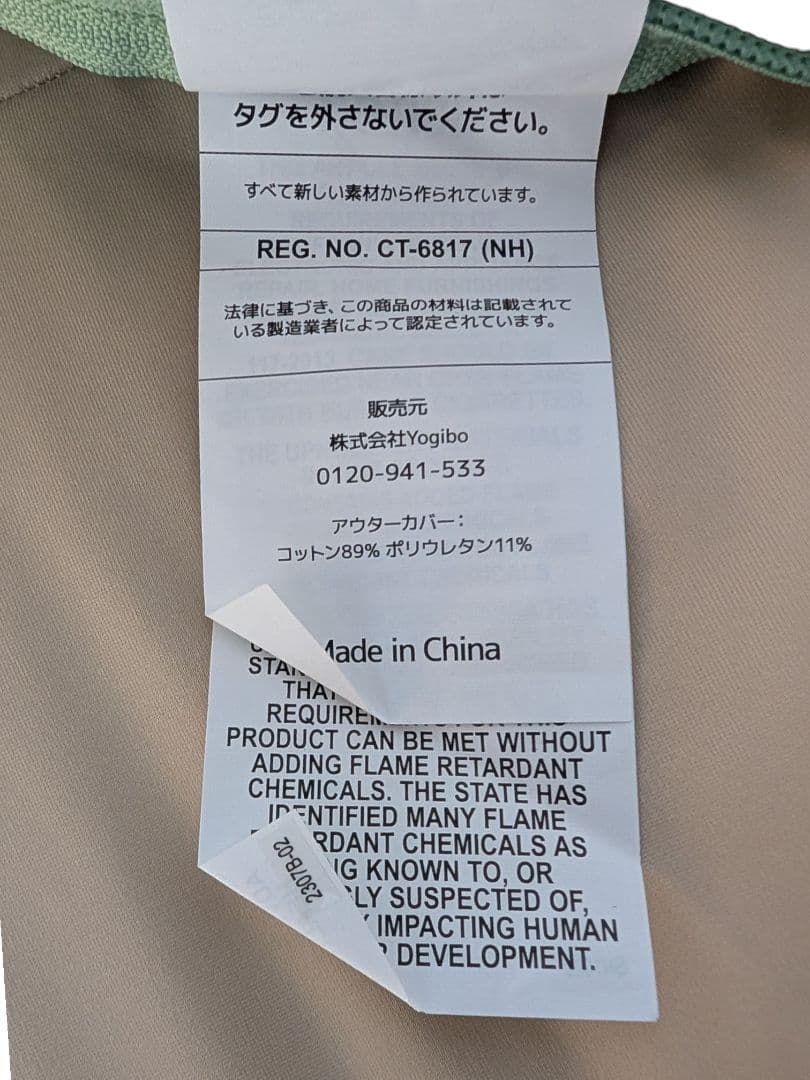 タグを外さないでください。
すべて新しい素材から作られています。
REG. NO. CT-6817 (NH)
法律に基づき、この商品の材料は記載されて
いる製造業者によって認定されています。
販売元
株式会社Yogibo
0120-941-533
アウターカバー:
コットン89% ポリウレタン11%
Made in China
PRODUCT CAN BE MET WITHOUT
ADDING FLAME RETARDANT
CHEMICALS. THE STATE HAS
IDENTIFIED MANY FLAME
CHEMICALS AS
KNOWN TO, OR
SUSPECTED OF,
IMPACTING HUMAN
DEVELOPMENT.
2307B-02